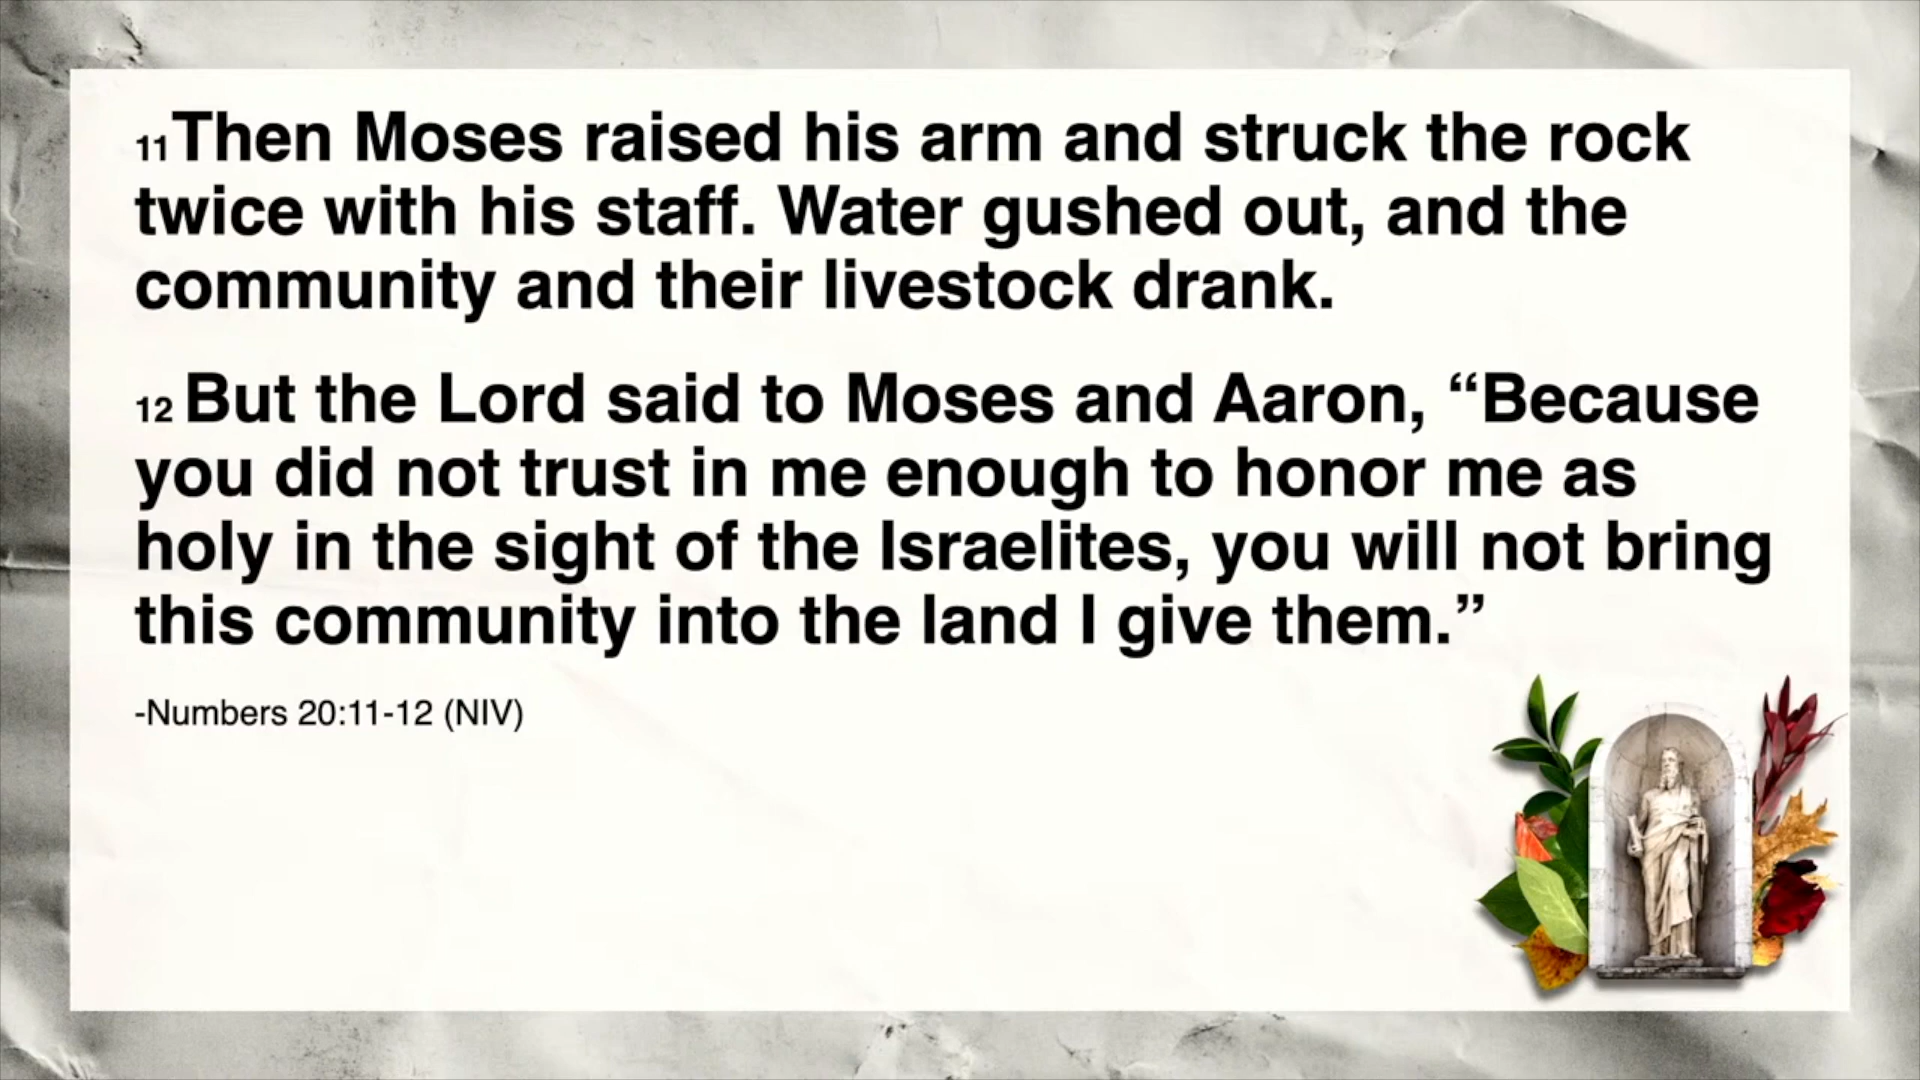 11Then Moses raised his arm and struck the rock
twice with his staff. Water gushed out, and the
community and their livestock drank.
12 But the Lord said to Moses and Aaron, “Because
you did not trust in me enough to honor me as
holy in the sight of the Israelites, you will not bring
this community into the land I give them.”
-Numbers 20:11-12 (NIV)